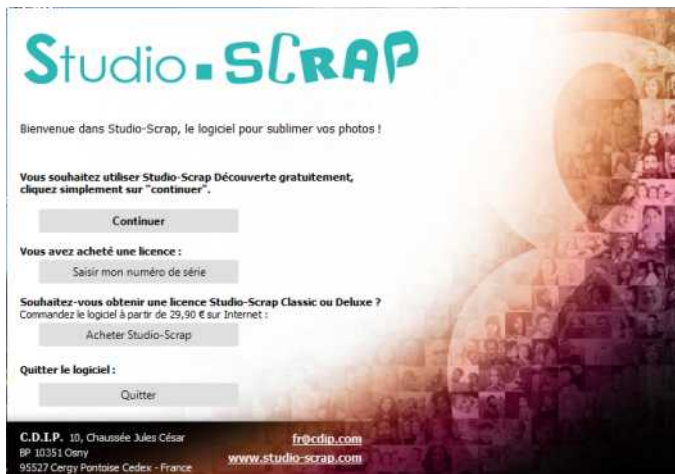 Studio.SCRAP
Bienvenue dans Studio-Scrap, le logiciel pour sublimer vos photos !
Vous souhaitez utiliser Studio-Scrap Découverte gratuitement,
cliquez simplement sur "continuer".
Continuer
Vous avez acheté une licence :
Saisir mon numéro de série
Souhaitez-vous obtenir une licence Studio-Scrap Classic ou Deluxe ?
Commandez le logiciel à partir de 29,90 € sur Internet :
Acheter Studio-Scrap
Quitter le logiciel :
Quitter
C.D.I.P. 10, Chaussée Jules César
BP 10351 Osny
95527 Cergy Pontoise Cedex - France
fr@cdip.com
www.studio-scrap.com